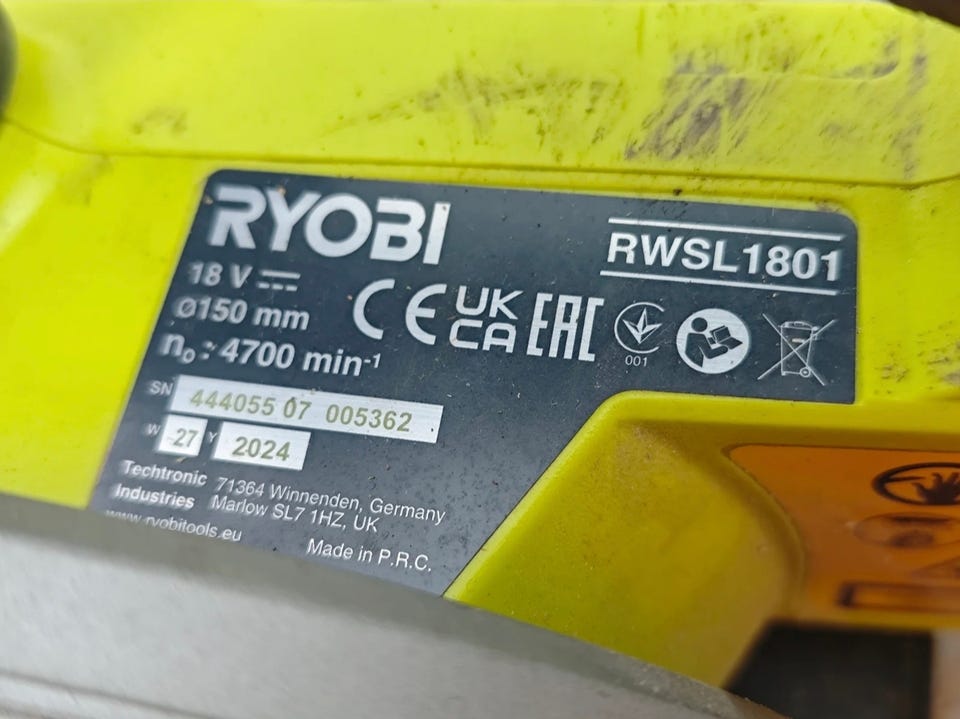 RYOBI
RWSL1801
18 V
Ø150 mm
CE UK CA EAC
001
n₀ : 4700 min⁻¹
SN 444055 07 005362
W 27 Y 2024
Techtronic Industries
71364 Winnenden, Germany
Marlow SL7 1HZ, UK
www.ryobitools.eu
Made in P.R.C.